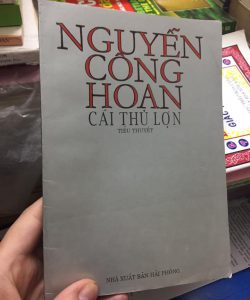 NGUYỄN
CÔNG
HOAN
CÁI THỦ LỢN
TIỂU THUYẾT
NHÀ XUẤT BẢN HẢI PHÒNG